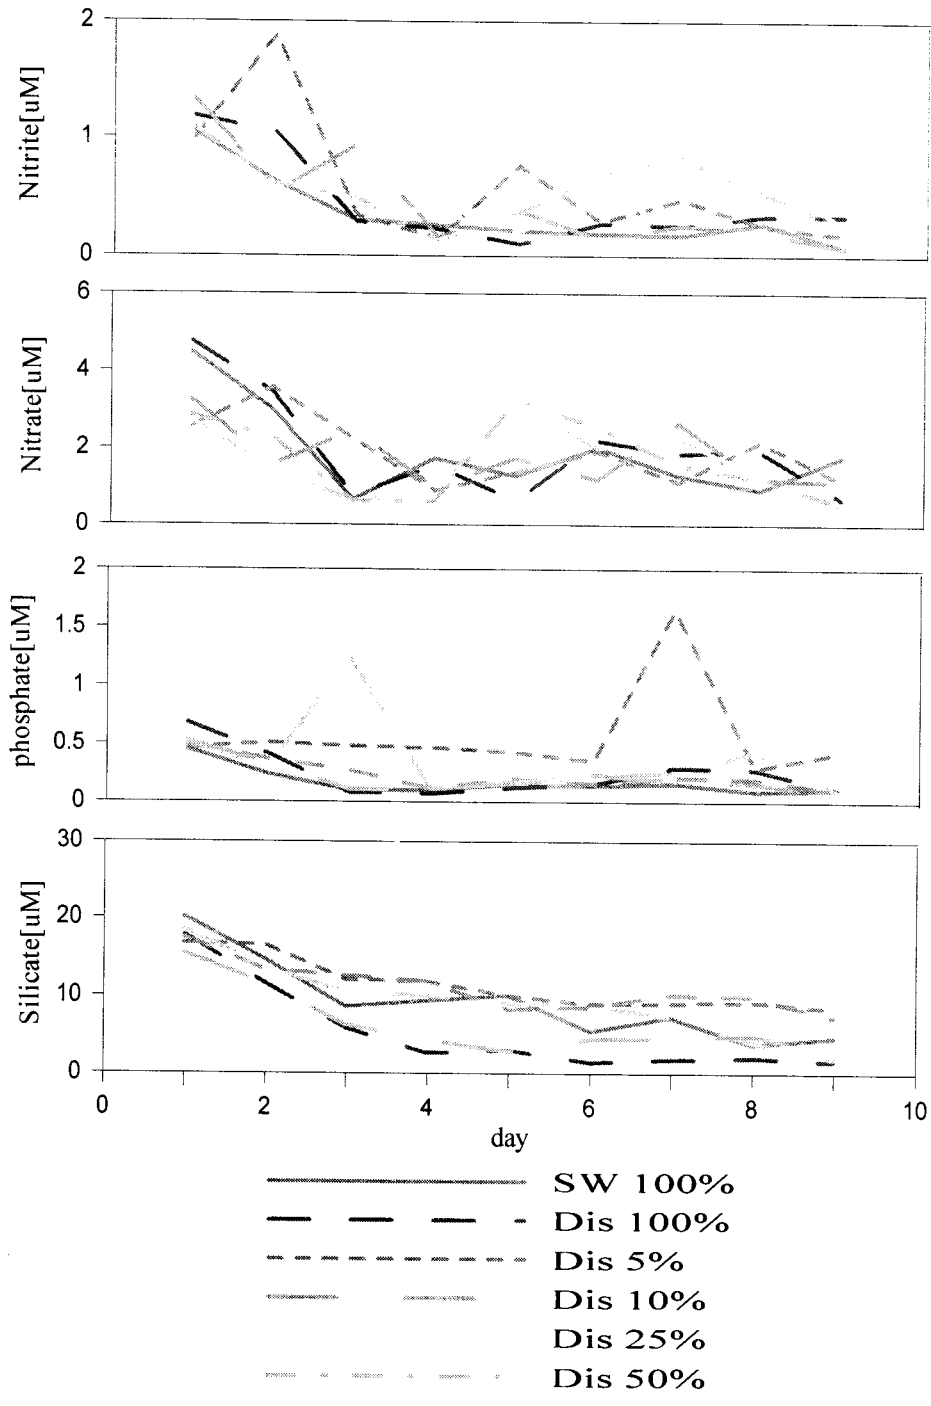 2
1
0
Nitrite[uM]
6
4
2
0
Nitrate[uM]
2
1.5
1
0.5
0
phosphate[uM]
30
20
10
0
Silicate[uM]
0 2 4 6 8 10
day
SW 100%
Dis 100%
Dis 5%
Dis 10%
Dis 25%
Dis 50%